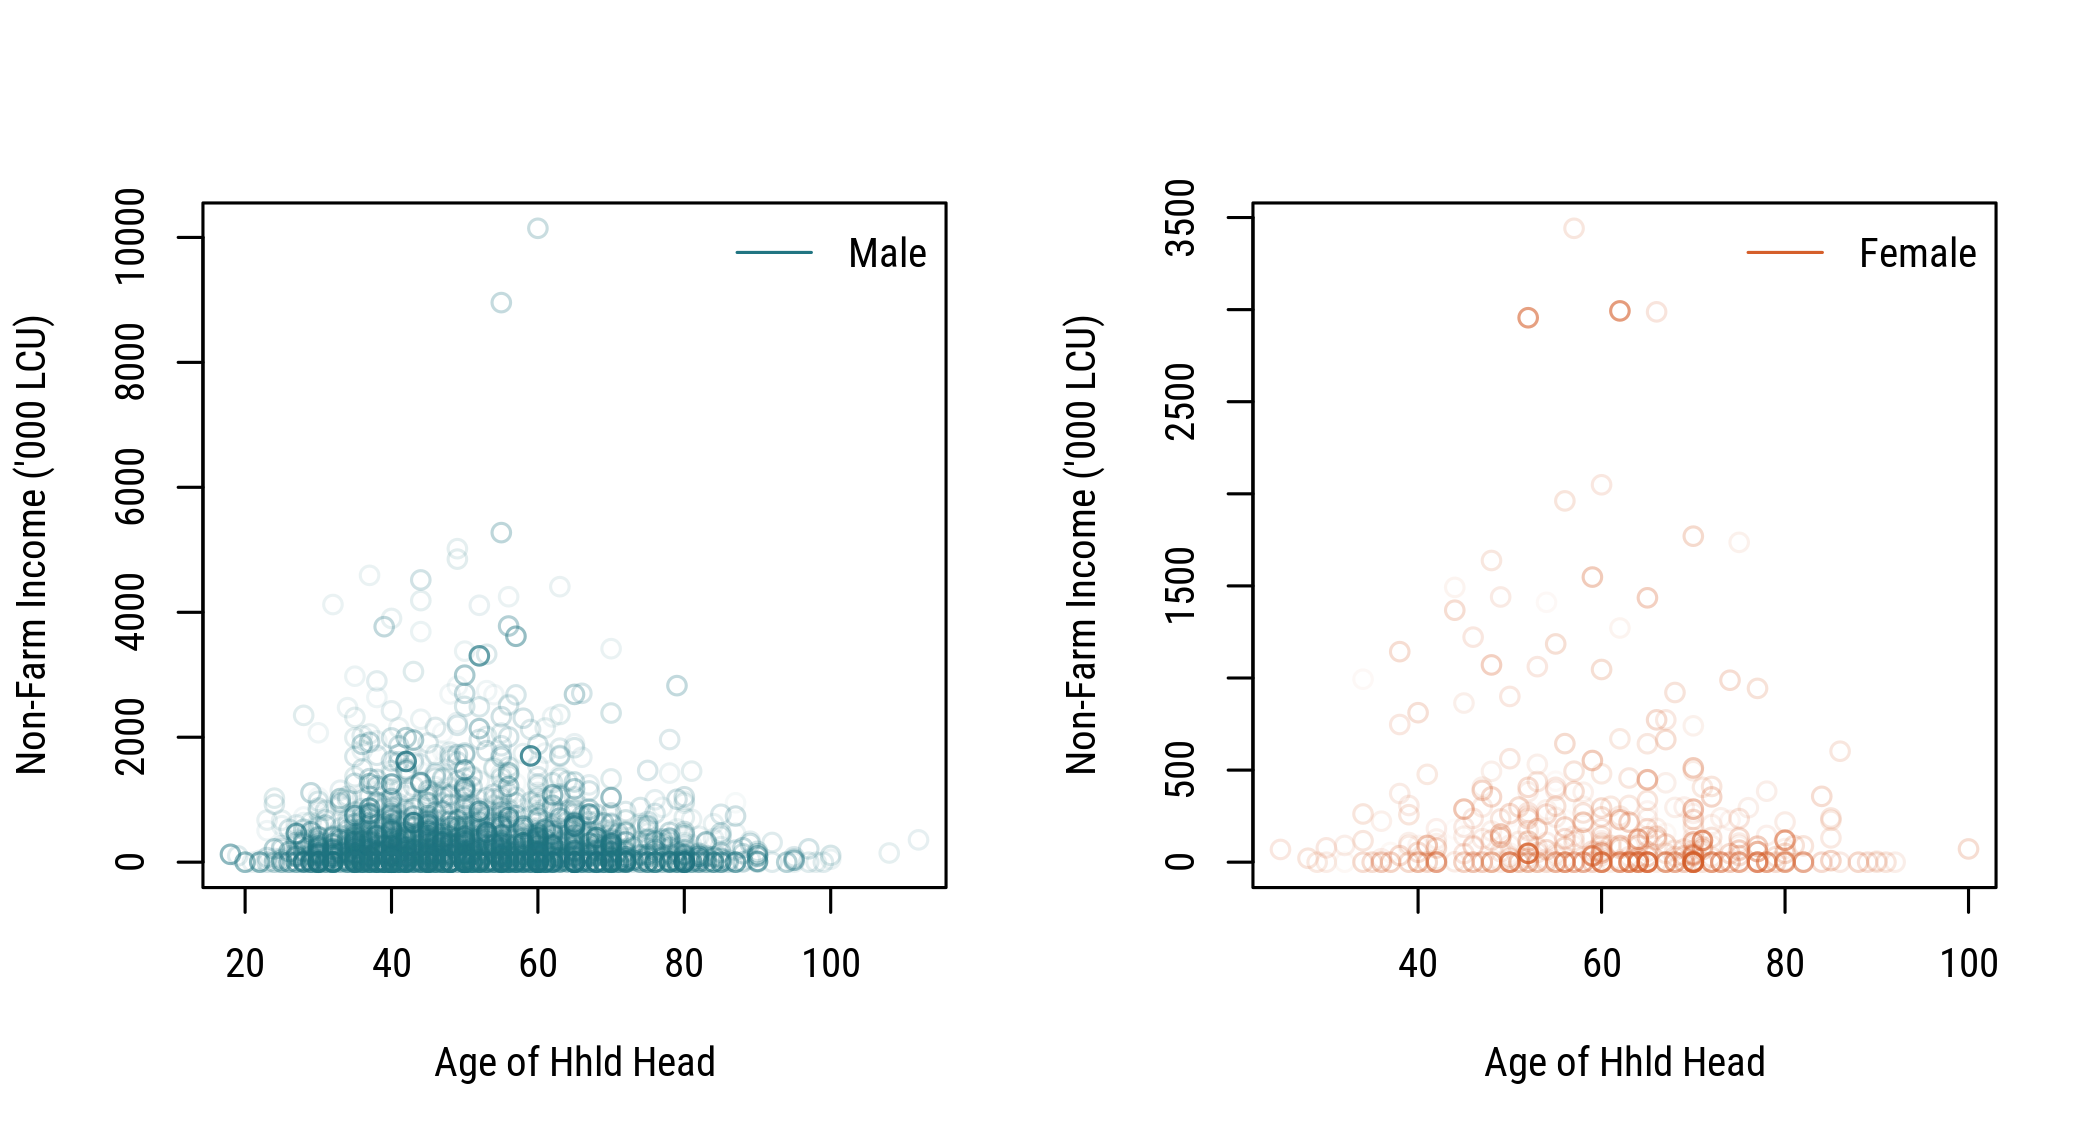 Non-Farm Income ('000 LCU)
0 2000 4000 6000 8000 10000
Male
20 40 60 80 100
Age of Hhld Head
Non-Farm Income ('000 LCU)
0 500 1500 2500 3500
Female
40 60 80 100
Age of Hhld Head